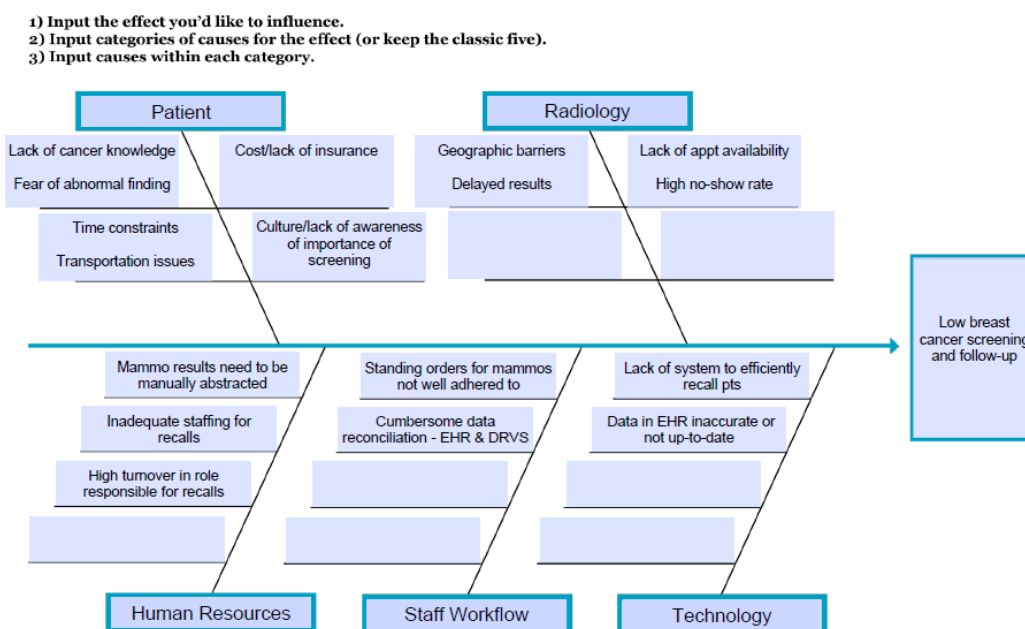 1) Input the effect you'd like to influence.
2) Input categories of causes for the effect (or keep the classic five).
3) Input causes within each category.
Patient
Radiology
Lack of cancer knowledge
Fear of abnormal finding
Cost/lack of insurance
Geographic barriers
Delayed results
Lack of appt availability
High no-show rate
Time constraints
Transportation issues
Culture/lack of awareness
of importance of
screening
Low breast
cancer screening
and follow-up
Mammo results need to be
manually abstracted
Standing orders for mammos
not well adhered to
Lack of system to efficiently
recall pts
Inadequate staffing for
recalls
Cumbersome data
reconciliation - EHR & DRVS
Data in EHR inaccurate or
not up-to-date
High turnover in role
responsible for recalls
Human Resources
Staff Workflow
Technology